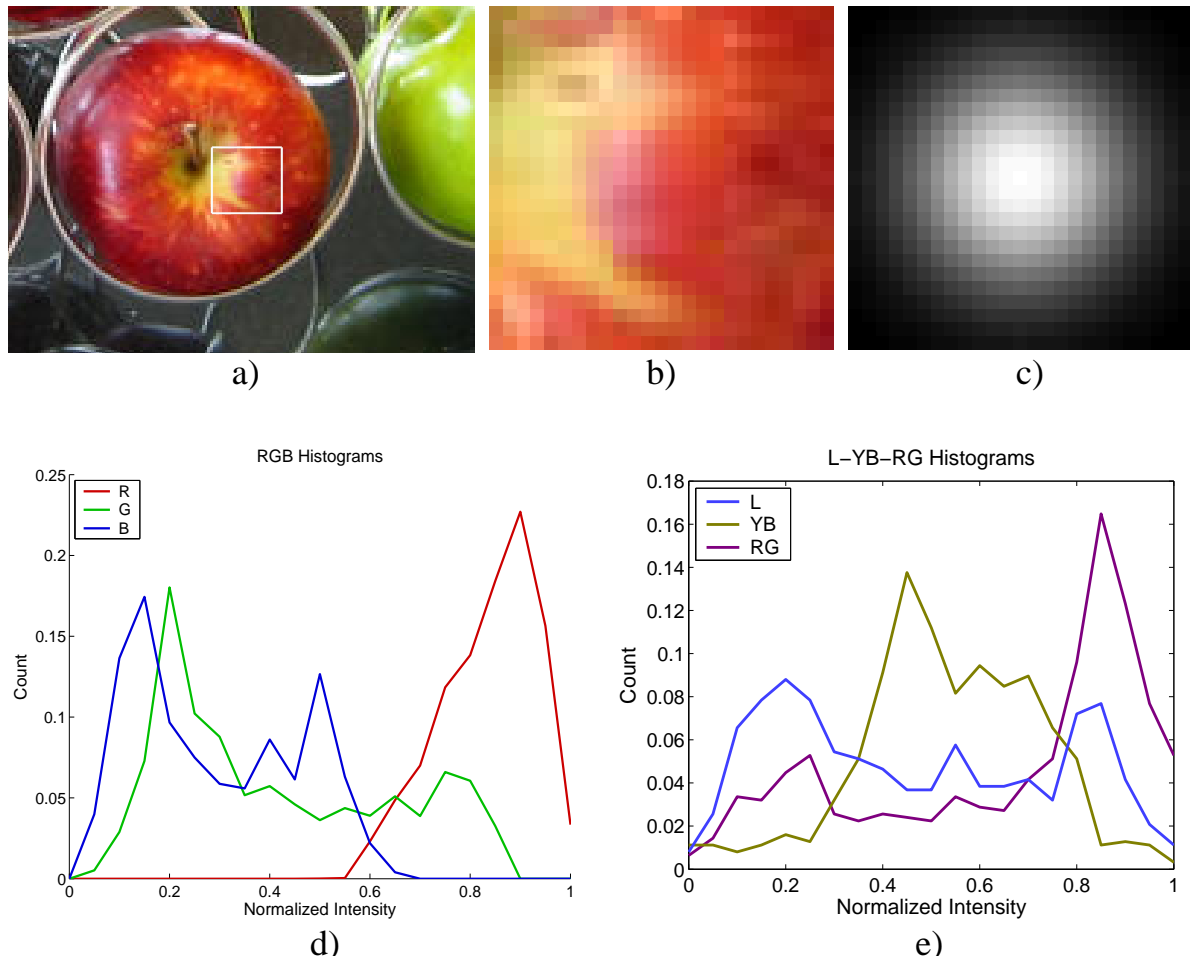 a)
b)
c)
RGB Histograms
0.25
0.2
0.15
0.1
0.05
0
Count
R
G
B
0 0.2 0.4 0.6 0.8 1
Normalized Intensity
d)
L−YB−RG Histograms
0.18
0.16
0.14
0.12
0.1
0.08
0.06
0.04
0.02
0
Count
L
YB
RG
0 0.2 0.4 0.6 0.8 1
Normalized Intensity
e)